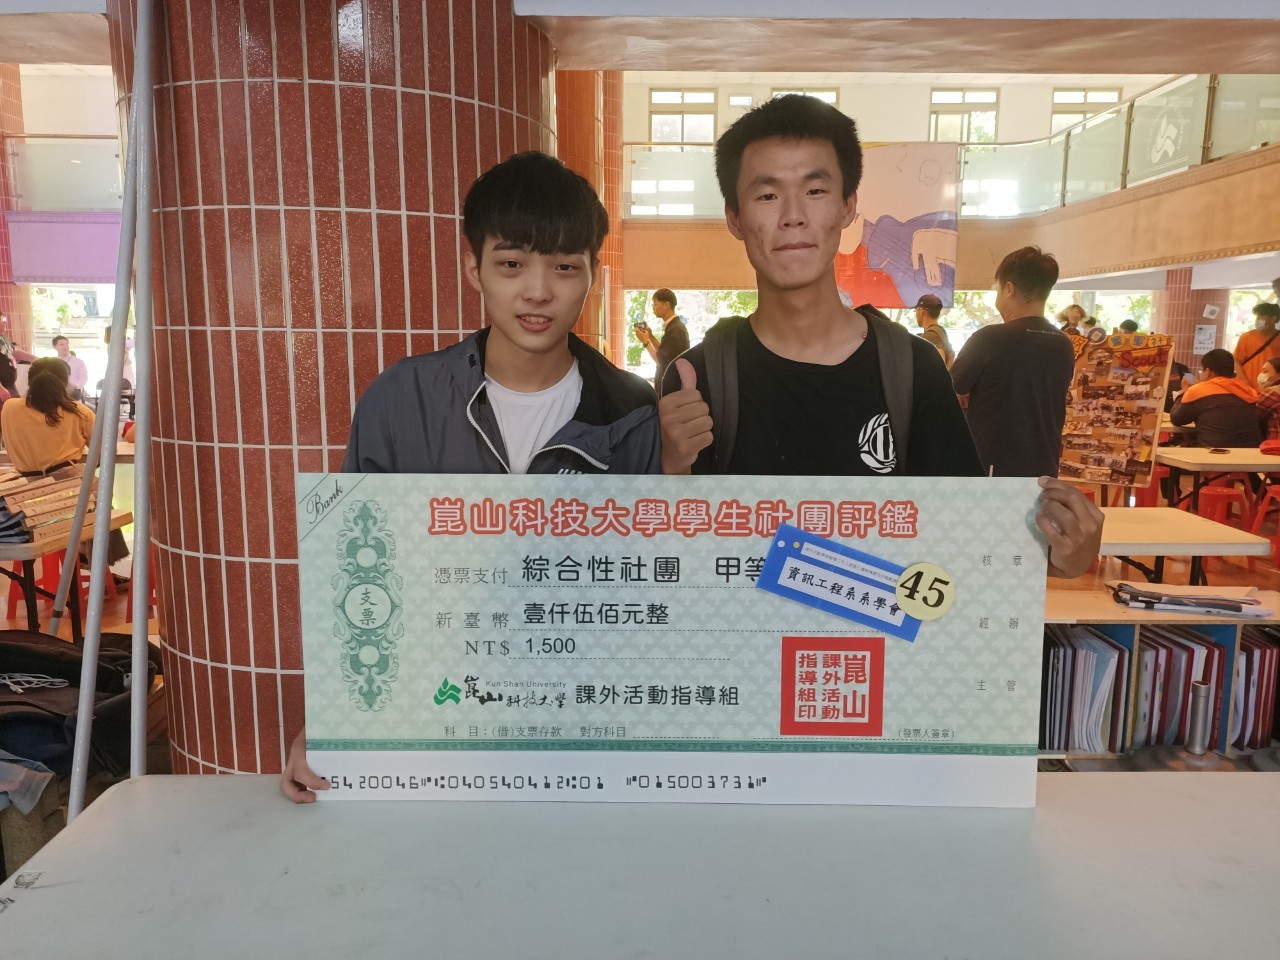 Bank
崑山科技大學學生社團評鑑
支票
憑票支付 綜合性社團 甲等
核 章
資訊工程系系學會
45
新臺幣 壹仟伍佰元整
經 辦
NT$ 1,500
主 管
Kun Shan University
崑山科技大學 課外活動指導組
崑山
課外活動
指導組印
科 目：(借)支票存款 對方科目
(發票人簽章)
5420046⑈⑆040540412⑆01 ⑈015003731⑈
Scout